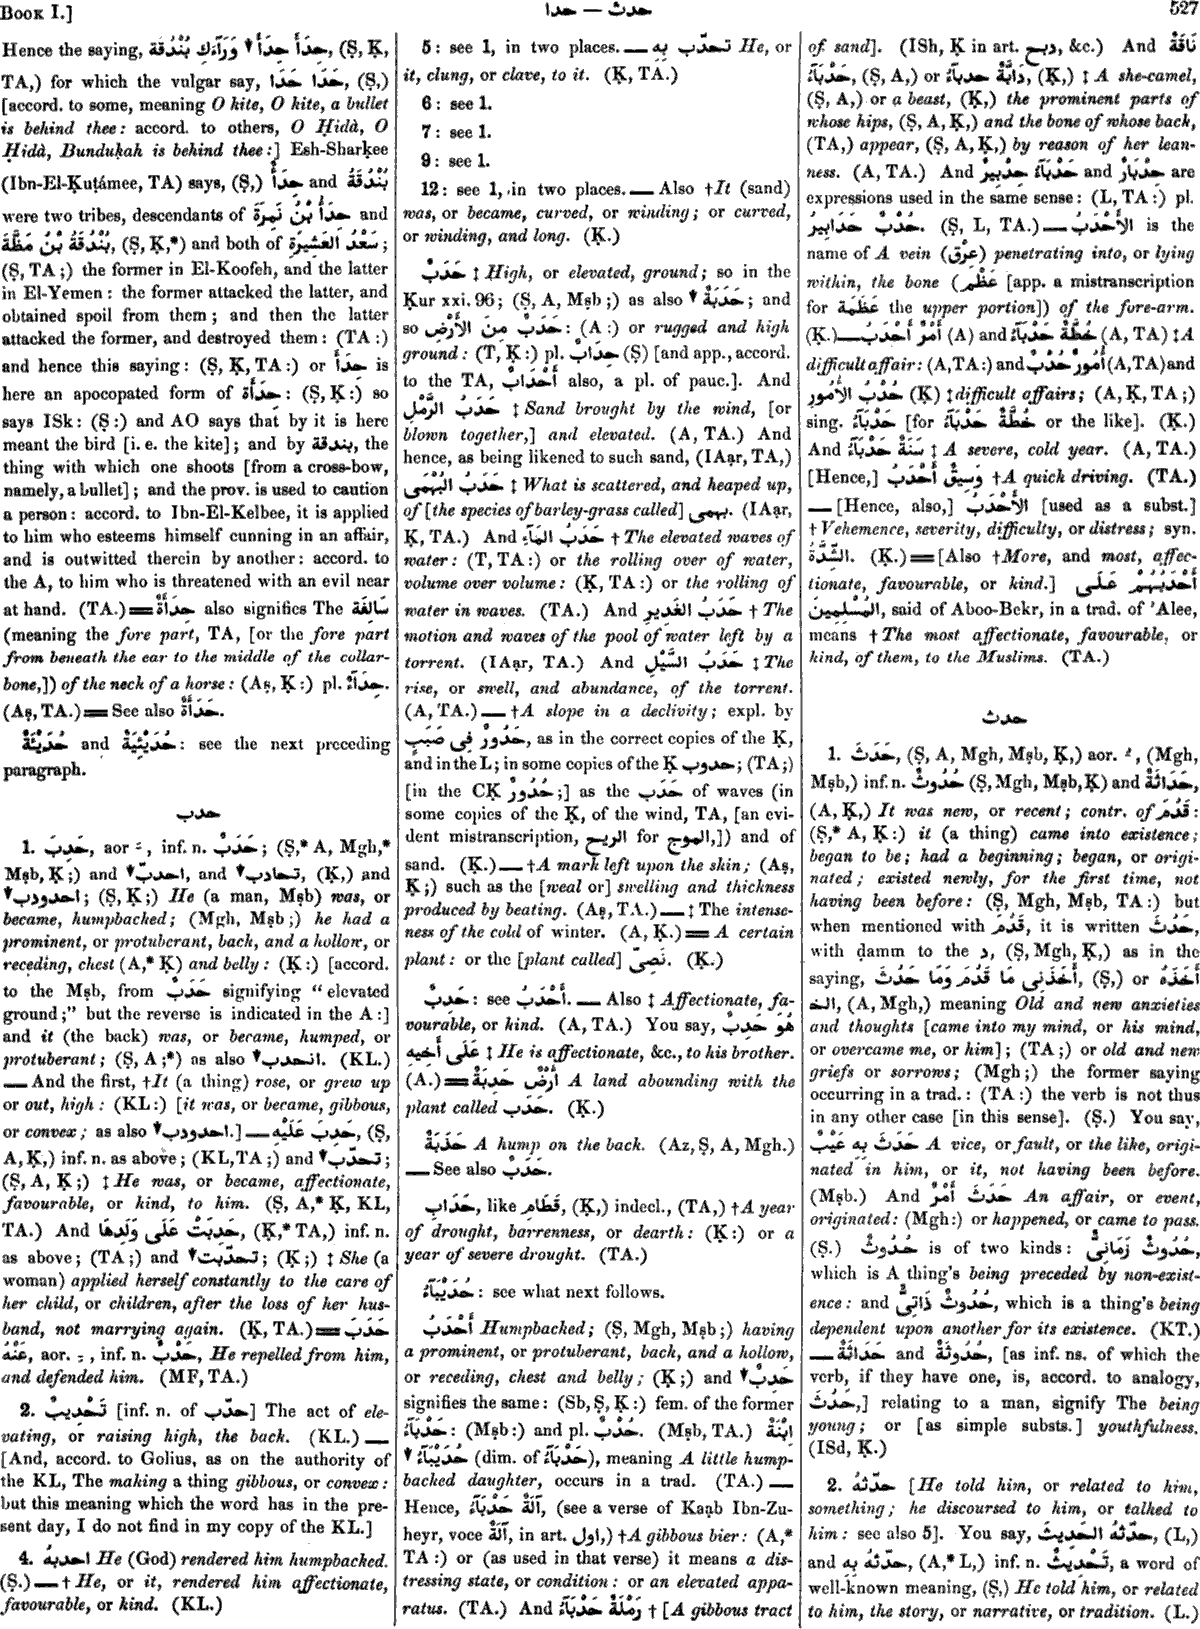 BOOK I.]
حدأ — حدث
527
Hence the saying, حِدَأَ حِدَأَ وَرَآءَكِ بُنْدُقَةُ, (Ṣ, Ḳ,
TA,) for which the vulgar say, حَدَا حَدَا, (Ṣ,)
[accord. to some, meaning O kite, O kite, a bullet
is behind thee: accord. to others, O Ḥidà, O
Ḥidà, Bunduḳah is behind thee:] Esh-Sharḳee
(Ibn-El-Ḳuṭámee, TA) says, (Ṣ,) حِدَأُ and بُنْدُقَةُ
were two tribes, descendants of حِدَأُ بْنُ نَمِرَةَ and
بُنْدُقَةُ بْنُ مَظَّةَ, (Ṣ, Ḳ,*) and both of سَعْدُ العَشِيرَةِ;
(Ṣ, TA;) the former in El-Koofeh, and the latter
in El-Yemen: the former attacked the latter, and
obtained spoil from them; and then the latter
attacked the former, and destroyed them: (TA:)
and hence this saying: (Ṣ, Ḳ, TA:) or حِدَأَ is
here an apocopated form of حِدَأَة: (Ṣ, Ḳ:) so
says ISk: (Ṣ:) and AO says that by it is here
meant the bird [i. e. the kite]; and by بندقة, the
thing with which one shoots [from a cross-bow,
namely, a bullet]; and the prov. is used to caution
a person: accord. to Ibn-El-Kelbee, it is applied
to him who esteems himself cunning in an affair,
and is outwitted therein by another: accord. to
the A, to him who is threatened with an evil near
at hand. (TA.) ═ حِدَأَةٌ also signifies The سَالِفَة
(meaning the fore part, TA, [or the fore part
from beneath the ear to the middle of the collar-
bone,]) of the neck of a horse: (Aṣ, Ḳ:) pl. حِدَأٌ.
(Aṣ, TA.) ═ See also حَدَأَةٌ.
حُدَيْئَةٌ and حُدَيْئِيَةٌ: see the next preceding
paragraph.
حدب
1. حَدِبَ, aor. ـَ, inf. n. حَدَبٌ; (Ṣ,* A, Mgh,*
Mṣb, Ḳ;) and ▼احدبّ, and ▼تحادب, (Ḳ,) and
▼احدودب; (Ṣ, Ḳ;) He (a man, Mṣb) was, or
became, humpbacked; (Mgh, Mṣb;) he had a
prominent, or protuberant, back, and a hollow, or
receding, chest (A,* Ḳ) and belly: (Ḳ:) [accord.
to the Mṣb, from حَدَبٌ signifying "elevated
ground;" but the reverse is indicated in the A:]
and it (the back) was, or became, humped, or
protuberant; (Ṣ, A;*) as also ▼انحدب. (KL.)
— And the first, †It (a thing) rose, or grew up
or out, high: (KL:) [it was, or became, gibbous,
or convex; as also ▼احدودب.] — حَدِبَ عَلَيْهِ, (Ṣ,
A, Ḳ,) inf. n. as above; (KL, TA;) and ▼تحدّب;
(Ṣ, A, Ḳ;) ‡He was, or became, affectionate,
favourable, or kind, to him. (Ṣ, A,* Ḳ, KL,
TA.) And حَدِبَتْ عَلَى وَلَدِهَا, (Ḳ,* TA,) inf. n.
as above; (TA;) and ▼تحدّبت; (Ḳ;) ‡She (a
woman) applied herself constantly to the care of
her child, or children, after the loss of her hus-
band, not marrying again. (Ḳ, TA.) ═ حَدَبَ
عَنْهُ, aor. ـِ, inf. n. حَدْبٌ, He repelled from him,
and defended him. (MF, TA.)
2. تَحْدِيبٌ [inf. n. of حدّب] The act of ele-
vating, or raising high, the back. (KL.) —
[And, accord. to Golius, as on the authority of
the KL, The making a thing gibbous, or convex:
but this meaning which the word has in the pre-
sent day, I do not find in my copy of the KL.]
4. احدبهُ He (God) rendered him humpbacked.
(Ṣ.) — †He, or it, rendered him affectionate,
favourable, or kind. (KL.)
5: see 1, in two places. — تحدّب بِهِ He, or
it, clung, or clave, to it. (Ḳ, TA.)
6: see 1.
7: see 1.
9: see 1.
12: see 1, in two places. — Also †It (sand)
was, or became, curved, or winding; or curved,
or winding, and long. (Ḳ.)
حَدَبٌ ‡High, or elevated, ground; so in the
Ḳur xxi. 96; (Ṣ, A, Mṣb;) as also ▼حَدَبَةٌ; and
so حَدَبٌ مِنَ الأَرْضِ: (A:) or rugged and high
ground: (T, Ḳ:) pl. حِدَابٌ (Ṣ) [and app., accord.
to the TA, أَحْدَابٌ also, a pl. of pauc.]. And
حَدَبُ الرَّمْلِ ‡Sand brought by the wind, [or
blown together,] and elevated. (A, TA.) And
hence, as being likened to such sand, (IAạr, TA,)
حَدَبُ البُهْمَى ‡What is scattered, and heaped up,
of [the species of barley-grass called] بهمى. (IAạr,
Ḳ, TA.) And حَدَبُ المَآءِ †The elevated waves of
water: (T, TA:) or the rolling over of water,
volume over volume: (Ḳ, TA:) or the rolling of
water in waves. (TA.) And حَدَبُ الغَدِيرِ †The
motion and waves of the pool of water left by a
torrent. (IAạr, TA.) And حَدَبُ السَّيْلِ ‡The
rise, or swell, and abundance, of the torrent.
(A, TA.) — †A slope in a declivity; expl. by
حَدُورٌ فِى صَبَبٍ, as in the correct copies of the Ḳ,
and in the L; in some copies of the Ḳ حدوب; (TA;)
[in the CḲ حُدُورٌ;] as the حَدَب of waves (in
some copies of the Ḳ, of the wind, TA, [an evi-
dent mistranscription, الريح for الموج,]) and of
sand. (Ḳ.) — †A mark left upon the skin; (Aṣ,
Ḳ;) such as the [weal or] swelling and thickness
produced by beating. (Aṣ, TA.) — ‡The intense-
ness of the cold of winter. (A, Ḳ.) ═ A certain
plant: or the [plant called] نَصِىّ. (Ḳ.)
حَدِبٌ: see أَحْدَبُ. — Also ‡Affectionate, fa-
vourable, or kind. (A, TA.) You say, هُوَ حَدِبٌ
عَلَى أَخِيهِ ‡He is affectionate, &c., to his brother.
(A.) ═ أَرْضٌ حَدِبَةٌ A land abounding with the
plant called حَدَب. (Ḳ.)
حَدَبَةٌ A hump on the back. (Az, Ṣ, A, Mgh.)
— See also حَدَبٌ.
حَدَابِ, like قَطَامِ, (Ḳ,) indecl., (TA,) †A year
of drought, barrenness, or dearth: (Ḳ:) or a
year of severe drought. (TA.)
حُدَيْبَآءُ: see what next follows.
أَحْدَبُ Humpbacked; (Ṣ, Mgh, Mṣb;) having
a prominent, or protuberant, back, and a hollow,
or receding, chest and belly; (Ḳ;) and ▼حَدِبٌ
signifies the same: (Sb, Ṣ, Ḳ:) fem. of the former
حَدْبَآءُ: (Mṣb:) and pl. حُدْبٌ. (Mṣb, TA.) اِبْنَةٌ
▼حُدَيْبَآءُ (dim. of حَدْبَآءُ), meaning A little hump-
backed daughter, occurs in a trad. (TA.) —
Hence, آلَةٌ حَدْبَآءُ, (see a verse of Kaạb Ibn-Zu-
heyr, voce آلَةٌ, in art. اول,) †A gibbous bier: (A,*
TA:) or (as used in that verse) it means a dis-
tressing state, or condition: or an elevated appa-
ratus. (TA.) And رَمْلَةٌ حَدْبَآءُ †[A gibbous tract
of sand]. (ISh, Ḳ in art. دبح, &c.) And نَاقَةٌ
حَدْبَآءُ, (Ṣ, A,) or دَابَّةٌ حدبآء, (Ḳ,) ‡A she-camel,
(Ṣ, A,) or a beast, (Ḳ,) the prominent parts of
whose hips, (Ṣ, A, Ḳ,) and the bone of whose back,
(TA,) appear, (Ṣ, A, Ḳ,) by reason of her lean-
ness. (A, TA.) And حَدْبَآءُ حِدْبِيرٌ and حِدْبَارٌ are
expressions used in the same sense: (L, TA:) pl.
حُدْبٌ حَدَابِيرُ. (Ṣ, L, TA.) — الأَحْدَبُ is the
name of A vein (عِرْق) penetrating into, or lying
within, the bone (عَظْم [app. a mistranscription
for عَظَمَة the upper portion]) of the fore-arm.
(Ḳ.) — أَمْرٌ أَحْدَبُ (A) and خُطَّةٌ حَدْبَآءُ (A, TA) ‡A
difficult affair: (A, TA:) and أُمُورٌ حُدْبٌ (A, TA) and
حُدْبُ الأُمُورِ (Ḳ) ‡difficult affairs; (A, Ḳ, TA;)
sing. حَدْبَآءُ [for خُطَّةٌ حَدْبَآءُ or the like]. (Ḳ.)
And سَنَةٌ حَدْبَآءُ ‡A severe, cold year. (A, TA.)
[Hence,] وَسِيقٌ أَحْدَبُ †A quick driving. (TA.)
— [Hence, also,] الأَحْدَبُ [used as a subst.]
†Vehemence, severity, difficulty, or distress; syn.
الشِّدَّةُ. (Ḳ.) ═ [Also †More, and most, affec-
tionate, favourable, or kind.] أَحْدَبُهُمْ عَلَى
المُسْلِمِينَ, said of Aboo-Bekr, in a trad. of 'Alee,
means †The most affectionate, favourable, or
kind, of them, to the Muslims. (TA.)
حدث
1. حَدَثَ, (Ṣ, A, Mgh, Mṣb, Ḳ,) aor. ـُ, (Mgh,
Mṣb,) inf. n. حُدُوثٌ (Ṣ, Mgh, Mṣb, Ḳ) and حَدَاثَةٌ,
(A, Ḳ,) It was new, or recent; contr. of قَدُمَ:
(Ṣ,* A, Ḳ:) it (a thing) came into existence;
began to be; had a beginning; began, or origi-
nated; existed newly, for the first time, not
having been before: (Ṣ, Mgh, Mṣb, TA:) but
when mentioned with قَدُمَ, it is written حَدُثَ,
with ḍamm to the د, (Ṣ, Mgh, Ḳ,) as in the
saying, أَخَذَنِى مَا قَدُمَ وَمَا حَدُثَ, (Ṣ,) or أَخَذَهُ
الخ, (A, Mgh,) meaning Old and new anxieties
and thoughts [came into my mind, or his mind,
or overcame me, or him]; (TA;) or old and new
griefs or sorrows; (Mgh;) the former saying
occurring in a trad.: (TA:) the verb is not thus
in any other case [in this sense]. (Ṣ.) You say,
حَدَثَ بِهِ عَيْبٌ A vice, or fault, or the like, origi-
nated in him, or it, not having been before.
(Mṣb.) And حَدَثَ أَمْرٌ An affair, or event,
originated: (Mgh:) or happened, or came to pass.
(Ṣ.) حُدُوثٌ is of two kinds: حُدُوثٌ زَمَانِىٌّ,
which is A thing's being preceded by non-exist-
ence: and حُدُوثٌ ذَاتِىٌّ, which is a thing's being
dependent upon another for its existence. (KT.)
— حَدَاثَةٌ and حُدُوثَةٌ, [as inf. ns. of which the
verb, if they have one, is, accord. to analogy,
حَدُثَ,] relating to a man, signify The being
young; or [as simple substs.] youthfulness.
(ISd, Ḳ.)
2. حدّثهُ [He told him, or related to him,
something; he discoursed to him, or talked to
him: see also 5]. You say, حدّثهُ الحَدِيثَ, (L,)
and حدّثهُ بِهِ, (A,* L,) inf. n. تَحْدِيثٌ, a word of
well-known meaning, (Ṣ,) He told him, or related
to him, the story, or narrative, or tradition. (L.)